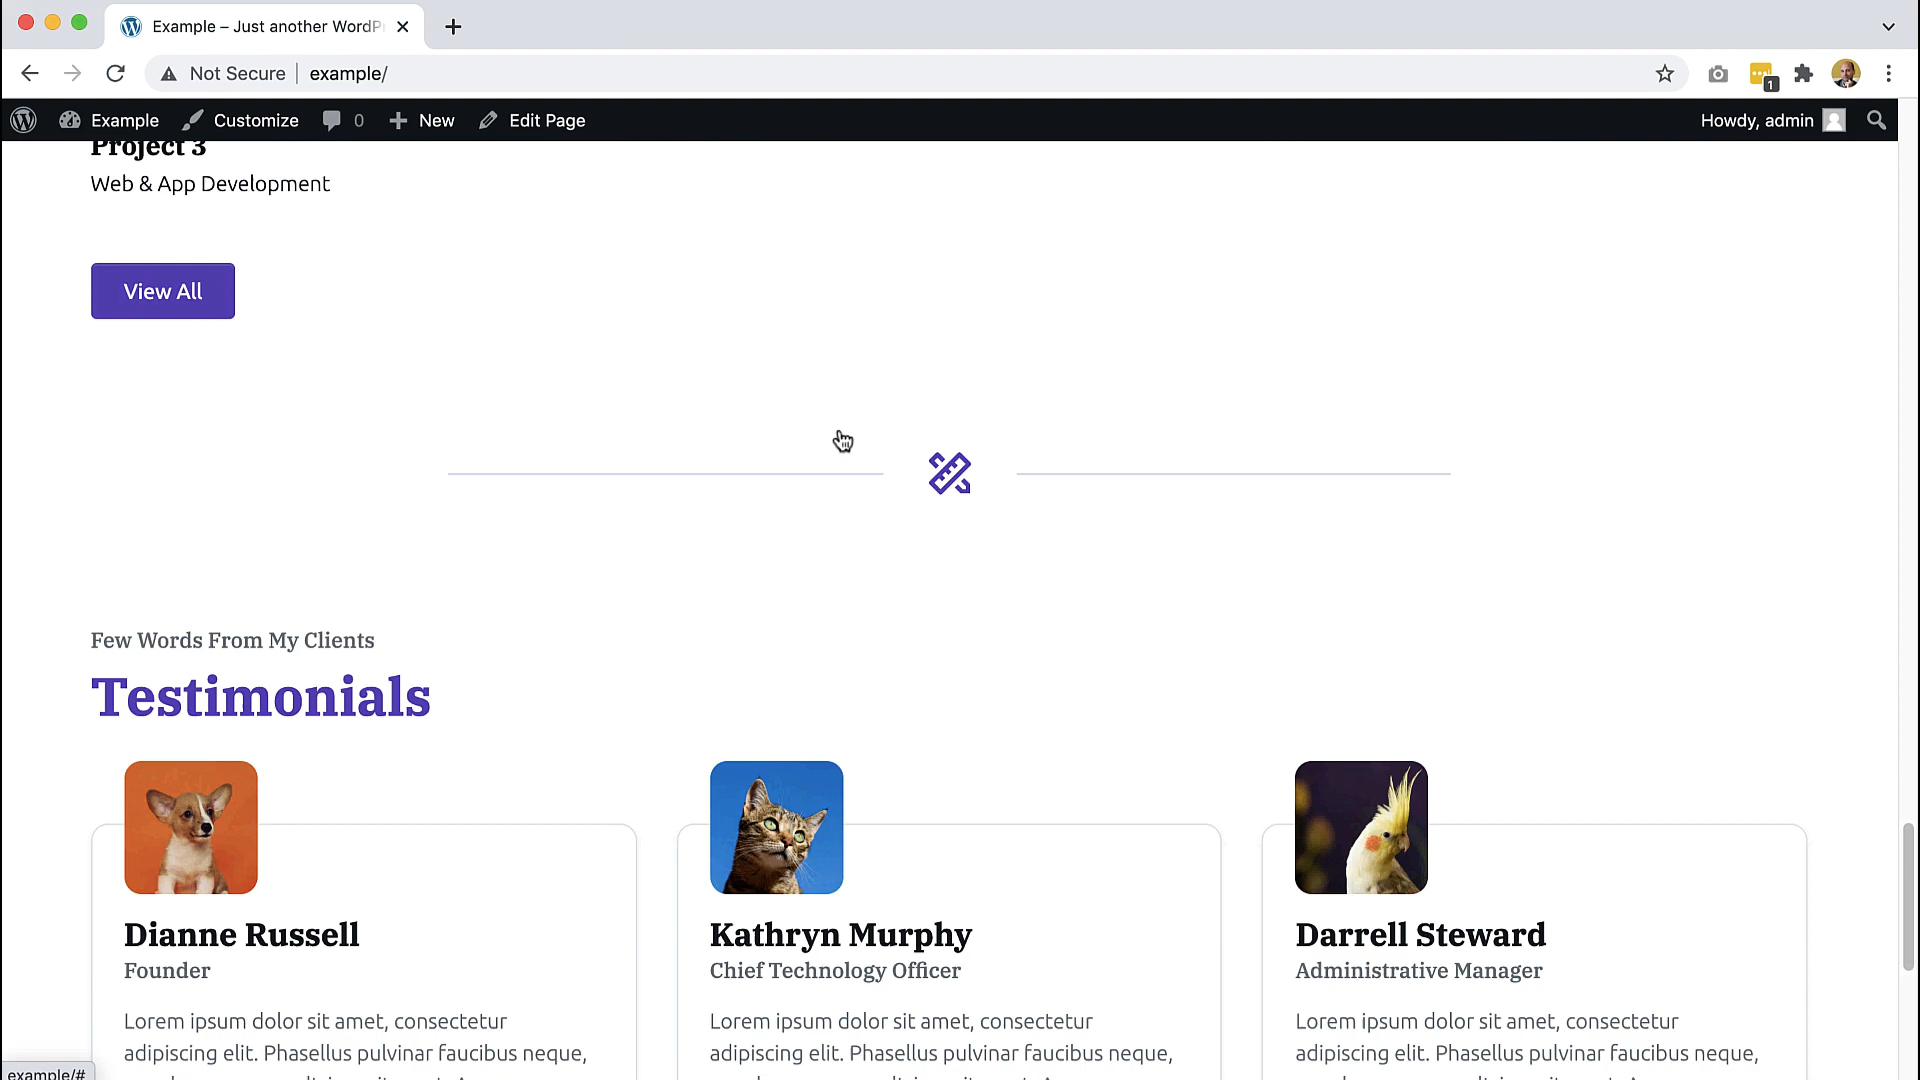 Example – Just another WordP
Not Secure
example/
1
Example
Customize
0
New
Edit Page
Howdy, admin
Project 3
Web & App Development
View All
Few Words From My Clients
Testimonials
Dianne Russell
Founder
Lorem ipsum dolor sit amet, consectetur
adipiscing elit. Phasellus pulvinar faucibus neque,
Kathryn Murphy
Chief Technology Officer
Lorem ipsum dolor sit amet, consectetur
adipiscing elit. Phasellus pulvinar faucibus neque,
Darrell Steward
Administrative Manager
Lorem ipsum dolor sit amet, consectetur
adipiscing elit. Phasellus pulvinar faucibus neque,
example/#